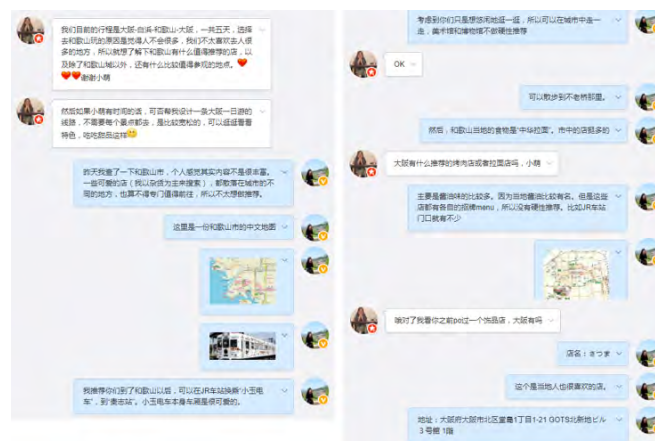 我们目前的行程是大阪-白浜-和歌山-大阪，一共五天，选择
去和歌山玩的原因是觉得人不会很多，我们不太喜欢去人很
多的地方，所以就想了解下和歌山有什么值得推荐的店，以
及除了和歌山城以外，还有什么比较值得参观的地点。
谢谢小萌
然后如果小萌有时间的话，可否帮我设计一条大阪一日游的
线路，不需要每个景点都去，是比较宽松的，可以逛逛看看
特色，吃吃甜品这样
昨天我查了一下和歌山市，个人感觉其实内容不是很丰富。
一些可爱的店（我以杂货为主来搜索），都散落在城市的不
同的地方，也算不得专门值得前往，所以不太想做推荐。
这里是一份和歌山市的中文地图
我推荐你们到了和歌山以后，可以在JR车站换乘“小玉电
车”，到“贵志站”。小玉电车本身车厢是很可爱的。
考虑到你们只是想悠闲地逛一逛，所以可以在城市中走一
走，美术馆和博物馆不做硬性推荐
OK
可以散步到不老桥那里。
然后，和歌山当地的食物是“中华拉面”。市中的店挺多的
大阪有什么推荐的烤肉店或者拉面店吗，小萌
主要是酱油味的比较多。因为当地酱油比较有名。但是这些
店都有各自的招牌menu，所以没有硬性推荐。比如JR车站
门口就有不少
噢对了我看你之前po过一个饰品店，大阪有吗
店名：さつま
这个是当地人也很喜欢的店。
地址：大阪府大阪市北区堂島1丁目1-21 GOTS北新地ビル
３号館 1階